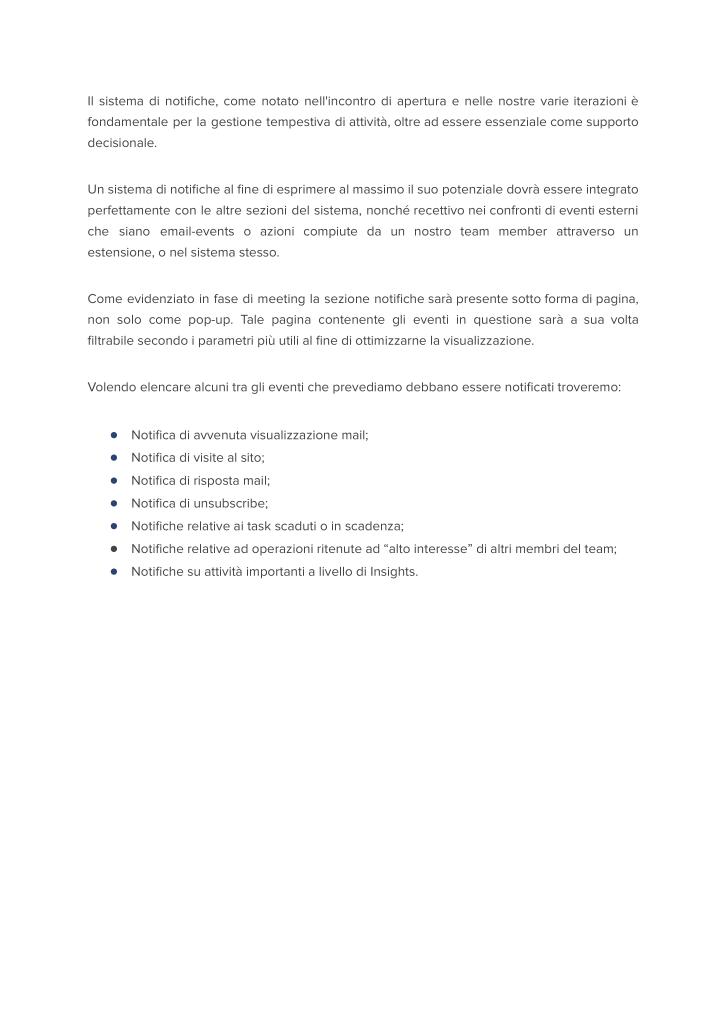 Il sistema di notifiche, come notato nell'incontro di apertura e nelle nostre varie iterazioni è
fondamentale per la gestione tempestiva di attività, oltre ad essere essenziale come supporto
decisionale.
Un sistema di notifiche al fine di esprimere al massimo il suo potenziale dovrà essere integrato
perfettamente con le altre sezioni del sistema, nonché recettivo nei confronti di eventi esterni
che siano email-events o azioni compiute da un nostro team member attraverso un
estensione, o nel sistema stesso.
Come evidenziato in fase di meeting la sezione notifiche sarà presente sotto forma di pagina,
non solo come pop-up. Tale pagina contenente gli eventi in questione sarà a sua volta
filtrabile secondo i parametri più utili al fine di ottimizzarne la visualizzazione.
Volendo elencare alcuni tra gli eventi che prevediamo debbano essere notificati troveremo:
● Notifica di avvenuta visualizzazione mail;
● Notifica di visite al sito;
● Notifica di risposta mail;
● Notifica di unsubscribe;
● Notifiche relative ai task scaduti o in scadenza;
● Notifiche relative ad operazioni ritenute ad “alto interesse” di altri membri del team;
● Notifiche su attività importanti a livello di Insights.